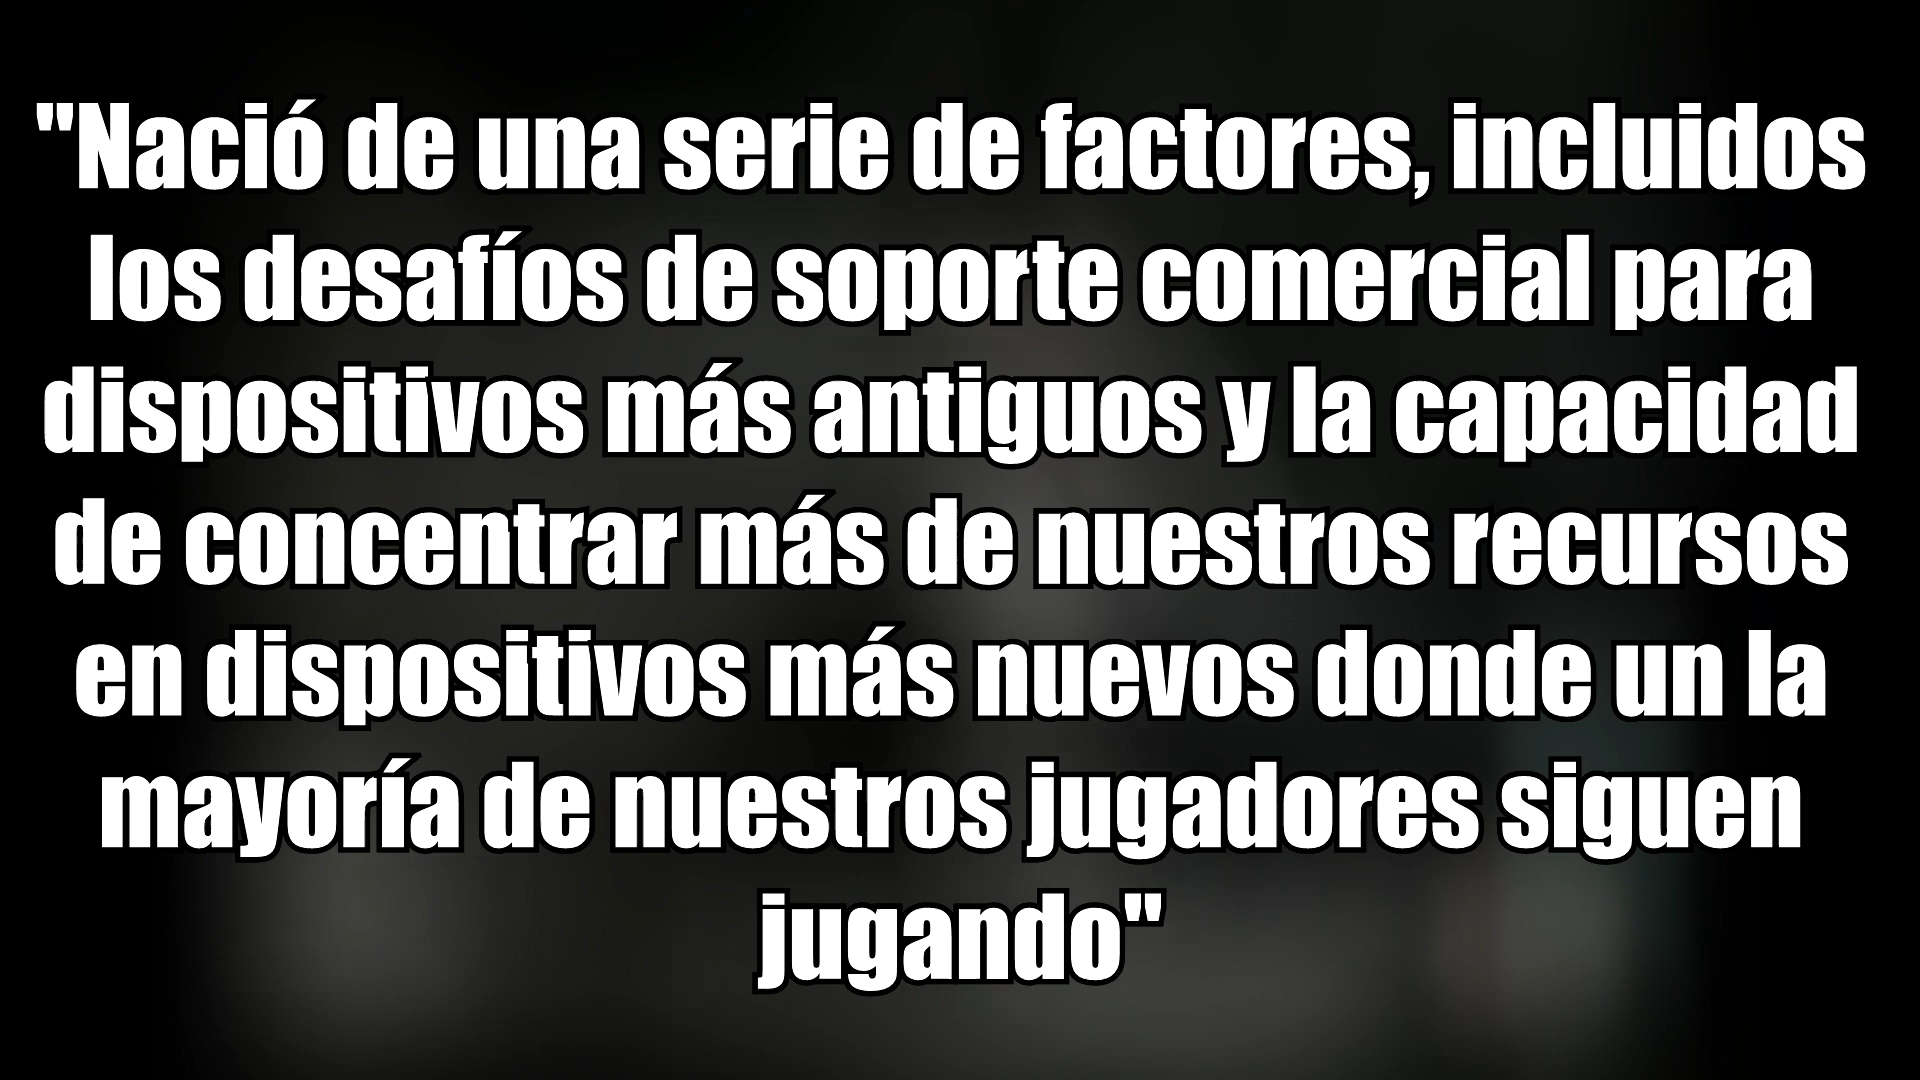 "Nació de una serie de factores, incluidos
los desafíos de soporte comercial para
dispositivos más antiguos y la capacidad
de concentrar más de nuestros recursos
en dispositivos más nuevos donde un la
mayoría de nuestros jugadores siguen
jugando"